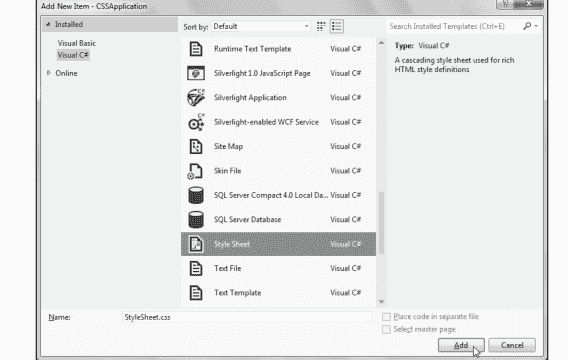 Add New Item - CSSApplication
Installed
Visual Basic
Visual C#
Online
Sort by: Default
Search Installed Templates (Ctrl+E)
Runtime Text Template Visual C#
Silverlight 1.0 JavaScript Page Visual C#
Silverlight Application Visual C#
Silverlight-enabled WCF Service Visual C#
Site Map Visual C#
Skin File Visual C#
SQL Server Compact 4.0 Local Da... Visual C#
SQL Server Database Visual C#
Style Sheet Visual C#
Text File Visual C#
Text Template Visual C#
Type: Visual C#
A cascading style sheet used for rich
HTML style definitions
Name: StyleSheet.css
Place code in separate file
Select master page
Add Cancel